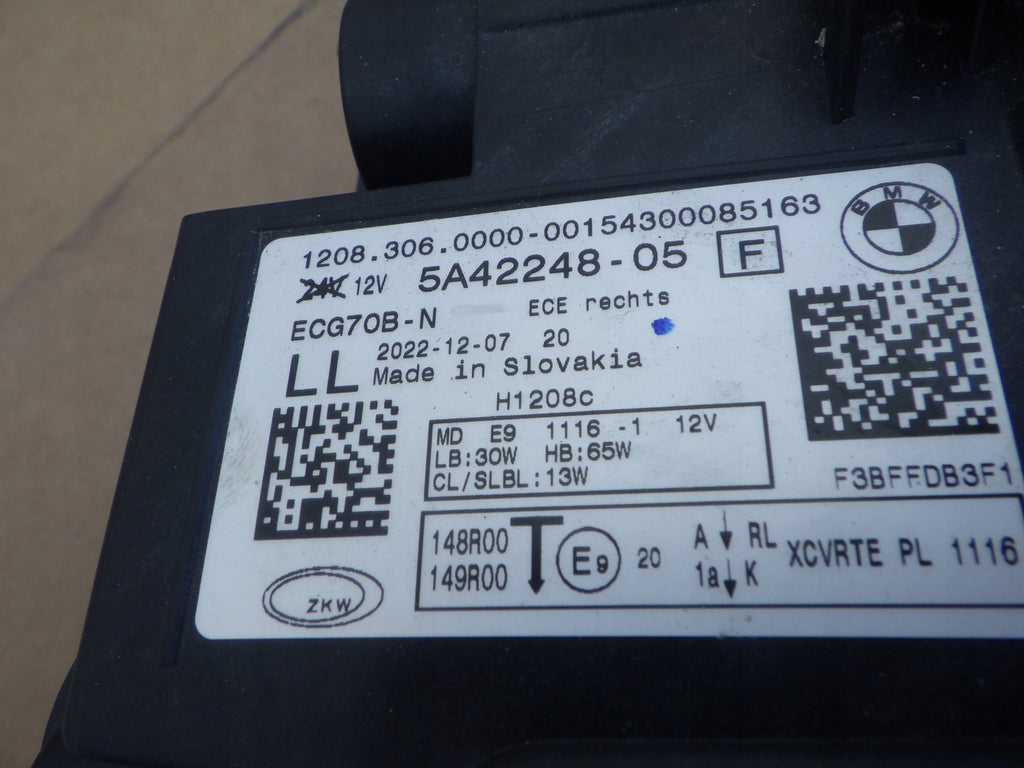 1208.306.0000-00154300085163
BMW
24V 12V 5A42248-05 F
ECG70B-N ECE rechts
2022-12-07 20
LL Made in Slovakia
H1208c
MD E9 1116 -1 12V
LB:30W HB:65W
CL/SLBL:13W
F3BFFDB3F1
148R00 T E9 20 A RL XCVRTE PL 1116
149R00 1a K
ZKW